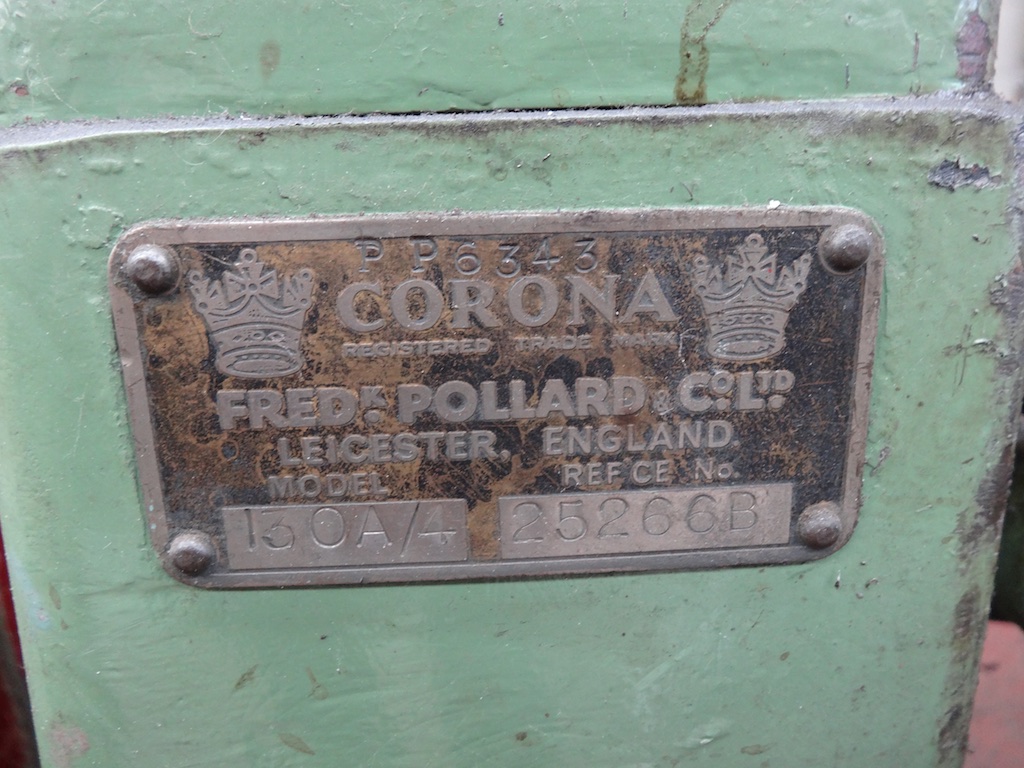 PP6343
CORONA
REGISTERED TRADE MARK
FREDK. POLLARD & CO. LTD.
LEICESTER, ENGLAND.
MODEL REFCE No.
130A/4 25266B